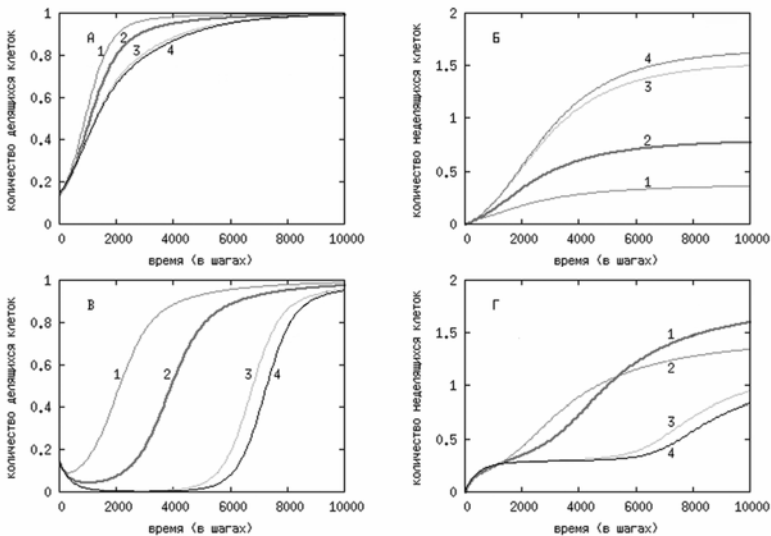 количество делящихся клеток
1
0.8
0.6
0.4
0.2
0
А
1
2
3
4
0 2000 4000 6000 8000 10000
время (в шагах)
количество неделящихся клеток
2
1.5
1
0.5
0
Б
4
3
2
1
0 2000 4000 6000 8000 10000
время (в шагах)
количество делящихся клеток
1
0.8
0.6
0.4
0.2
0
В
1
2
3
4
0 2000 4000 6000 8000 10000
время (в шагах)
количество неделящихся клеток
2
1.5
1
0.5
0
Г
1
2
3
4
0 2000 4000 6000 8000 10000
время (в шагах)